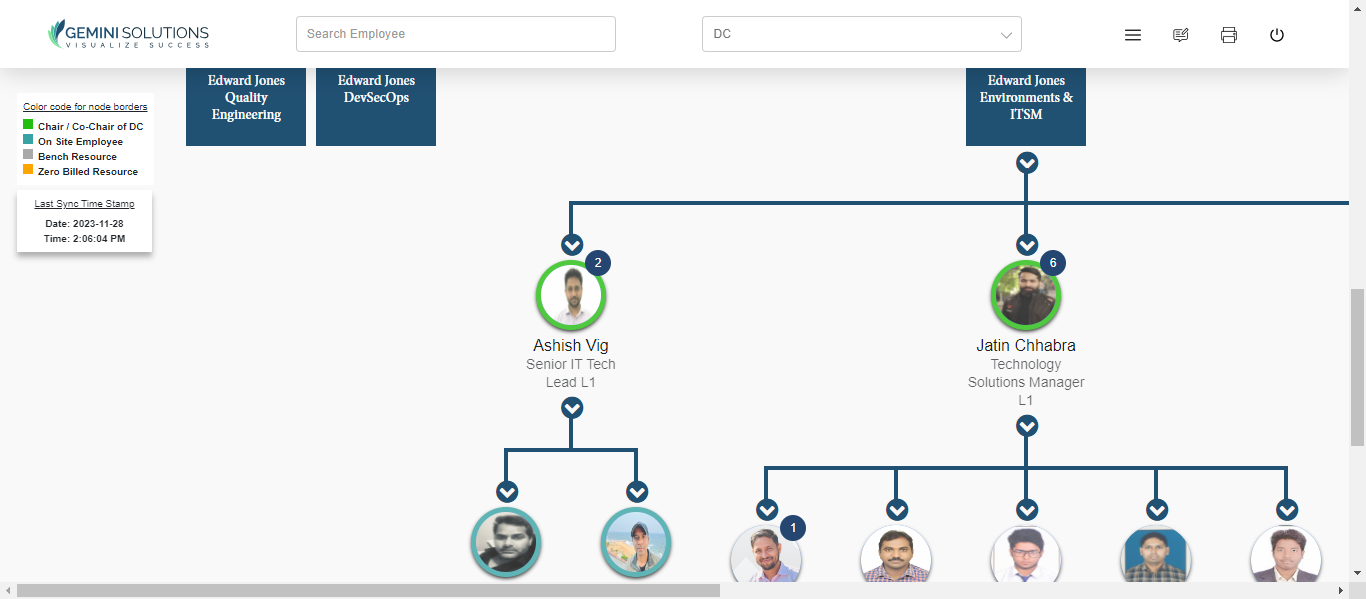 GEMINI SOLUTIONS
VISUALIZE SUCCESS
Search Employee
DC
Edward Jones
Quality
Engineering
Edward Jones
DevSecOps
Edward Jones
Environments &
ITSM
Color code for node borders
Chair / Co-Chair of DC
On Site Employee
Bench Resource
Zero Billed Resource
Last Sync Time Stamp
Date: 2023-11-28
Time: 2:06:04 PM
2
Ashish Vig
Senior IT Tech
Lead L1
6
Jatin Chhabra
Technology
Solutions Manager
L1
1